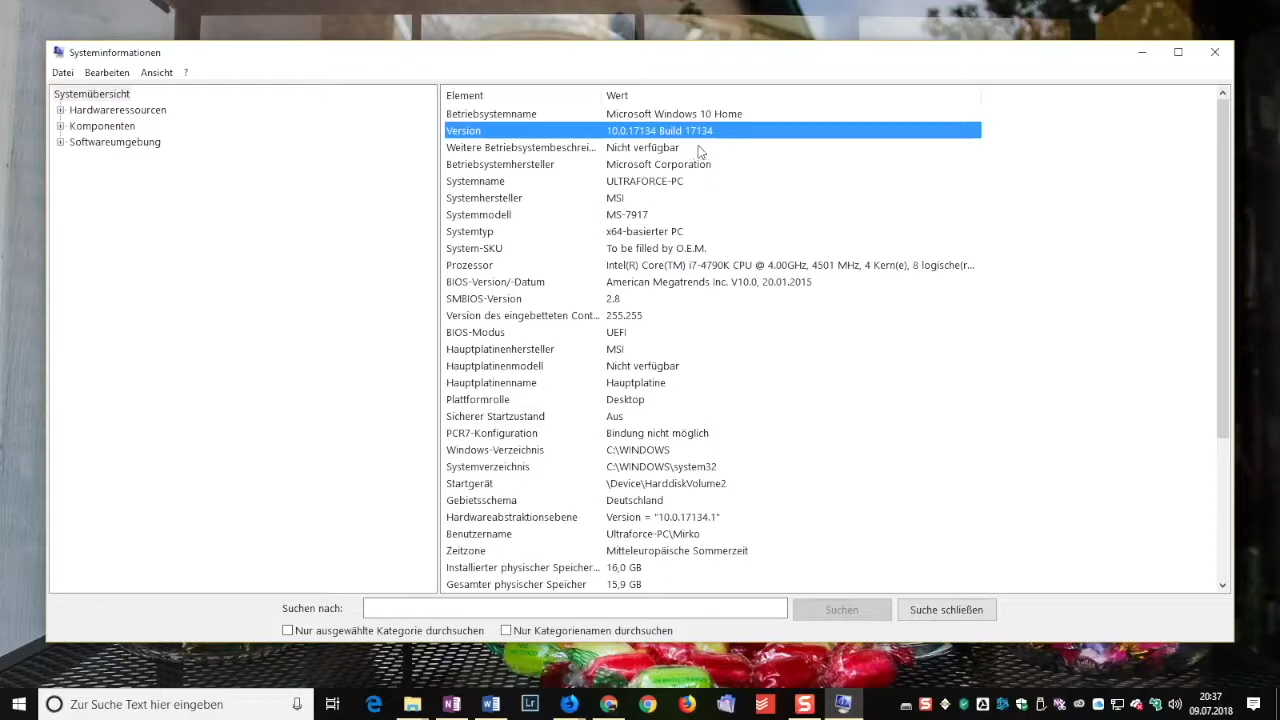 Systeminformationen
Datei Bearbeiten Ansicht ?
Systemübersicht
Hardwareressourcen
Komponenten
Softwareumgebung
Element Wert
Betriebsystemname Microsoft Windows 10 Home
Version 10.0.17134 Build 17134
Weitere Betriebsystembeschrei... Nicht verfügbar
Betriebsystemhersteller Microsoft Corporation
Systemname ULTRAFORCE-PC
Systemhersteller MSI
Systemmodell MS-7917
Systemtyp x64-basierter PC
System-SKU To be filled by O.E.M.
Prozessor Intel(R) Core(TM) i7-4790K CPU @ 4.00GHz, 4501 MHz, 4 Kern(e), 8 logische(r...
BIOS-Version/-Datum American Megatrends Inc. V10.0, 20.01.2015
SMBIOS-Version 2.8
Version des eingebetteten Cont... 255.255
BIOS-Modus UEFI
Hauptplatinenhersteller MSI
Hauptplatinenmodell Nicht verfügbar
Hauptplatinenname Hauptplatine
Plattformrolle Desktop
Sicherer Startzustand Aus
PCR7-Konfiguration Bindung nicht möglich
Windows-Verzeichnis C:\WINDOWS
Systemverzeichnis C:\WINDOWS\system32
Startgerät \Device\HarddiskVolume2
Gebietsschema Deutschland
Hardwareabstraktionsebene Version = "10.0.17134.1"
Benutzername Ultraforce-PC\Mirko
Zeitzone Mitteleuropäische Sommerzeit
Installierter physischer Speicher... 16,0 GB
Gesamter physischer Speicher 15,9 GB
Suchen nach: Suchen Suche schließen
Nur ausgewählte Kategorie durchsuchen Nur Kategorienamen durchsuchen
Zur Suche Text hier eingeben
20:37
09.07.2018